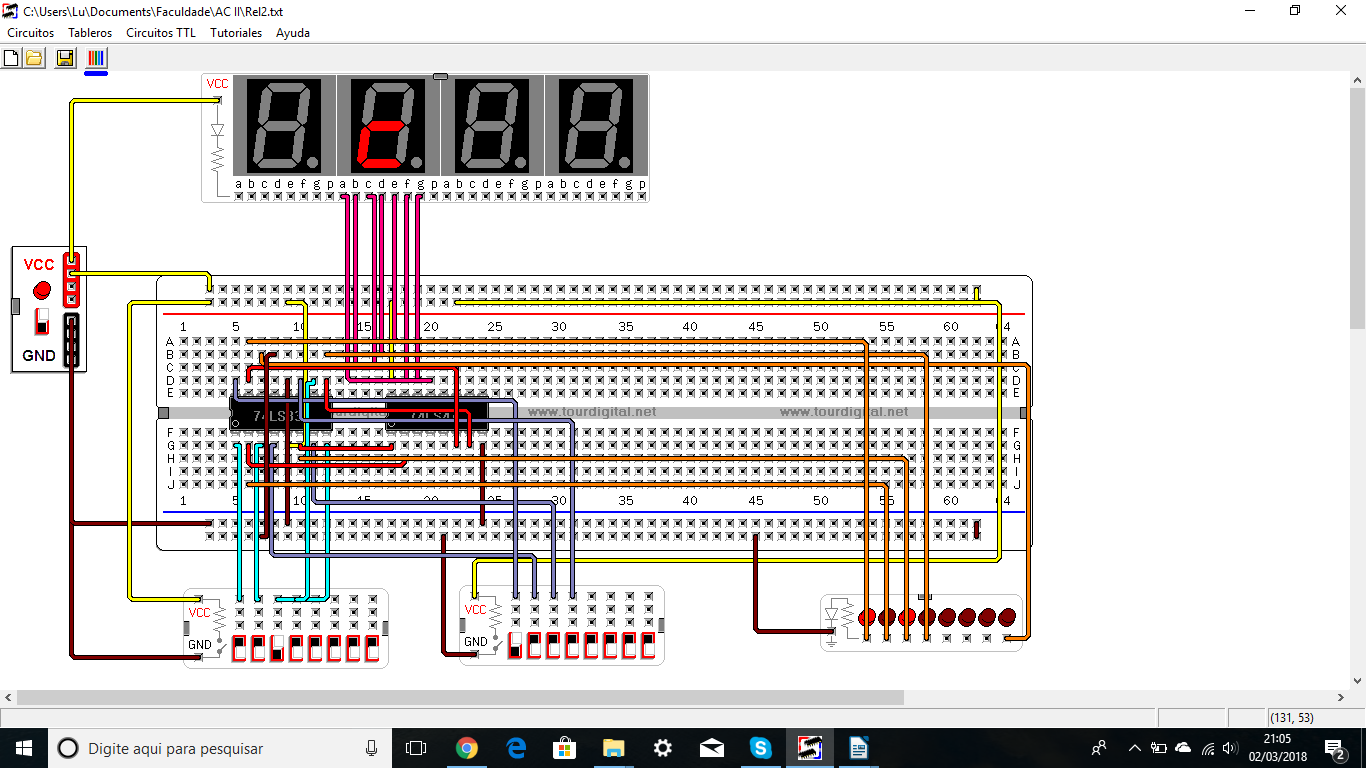 C:\Users\Lu\Documents\Faculdade\AC II\Rel2.txt
Circuitos Tableros Circuitos TTL Tutoriales Ayuda
VCC
a b c d e f g p a b c d e f g p a b c d e f g p a b c d e f g p
VCC
GND
1 5 10 15 20 25 30 35 40 45 50 55 60 64
A A
B B
C C
D D
E E
www.tourdigital.net www.tourdigital.net
F F
G G
H H
I I
J J
1 5 10 15 20 25 30 35 40 45 50 55 60 64
VCC
GND
VCC
GND
(131, 53)
Digite aqui para pesquisar
21:05
02/03/2018
2